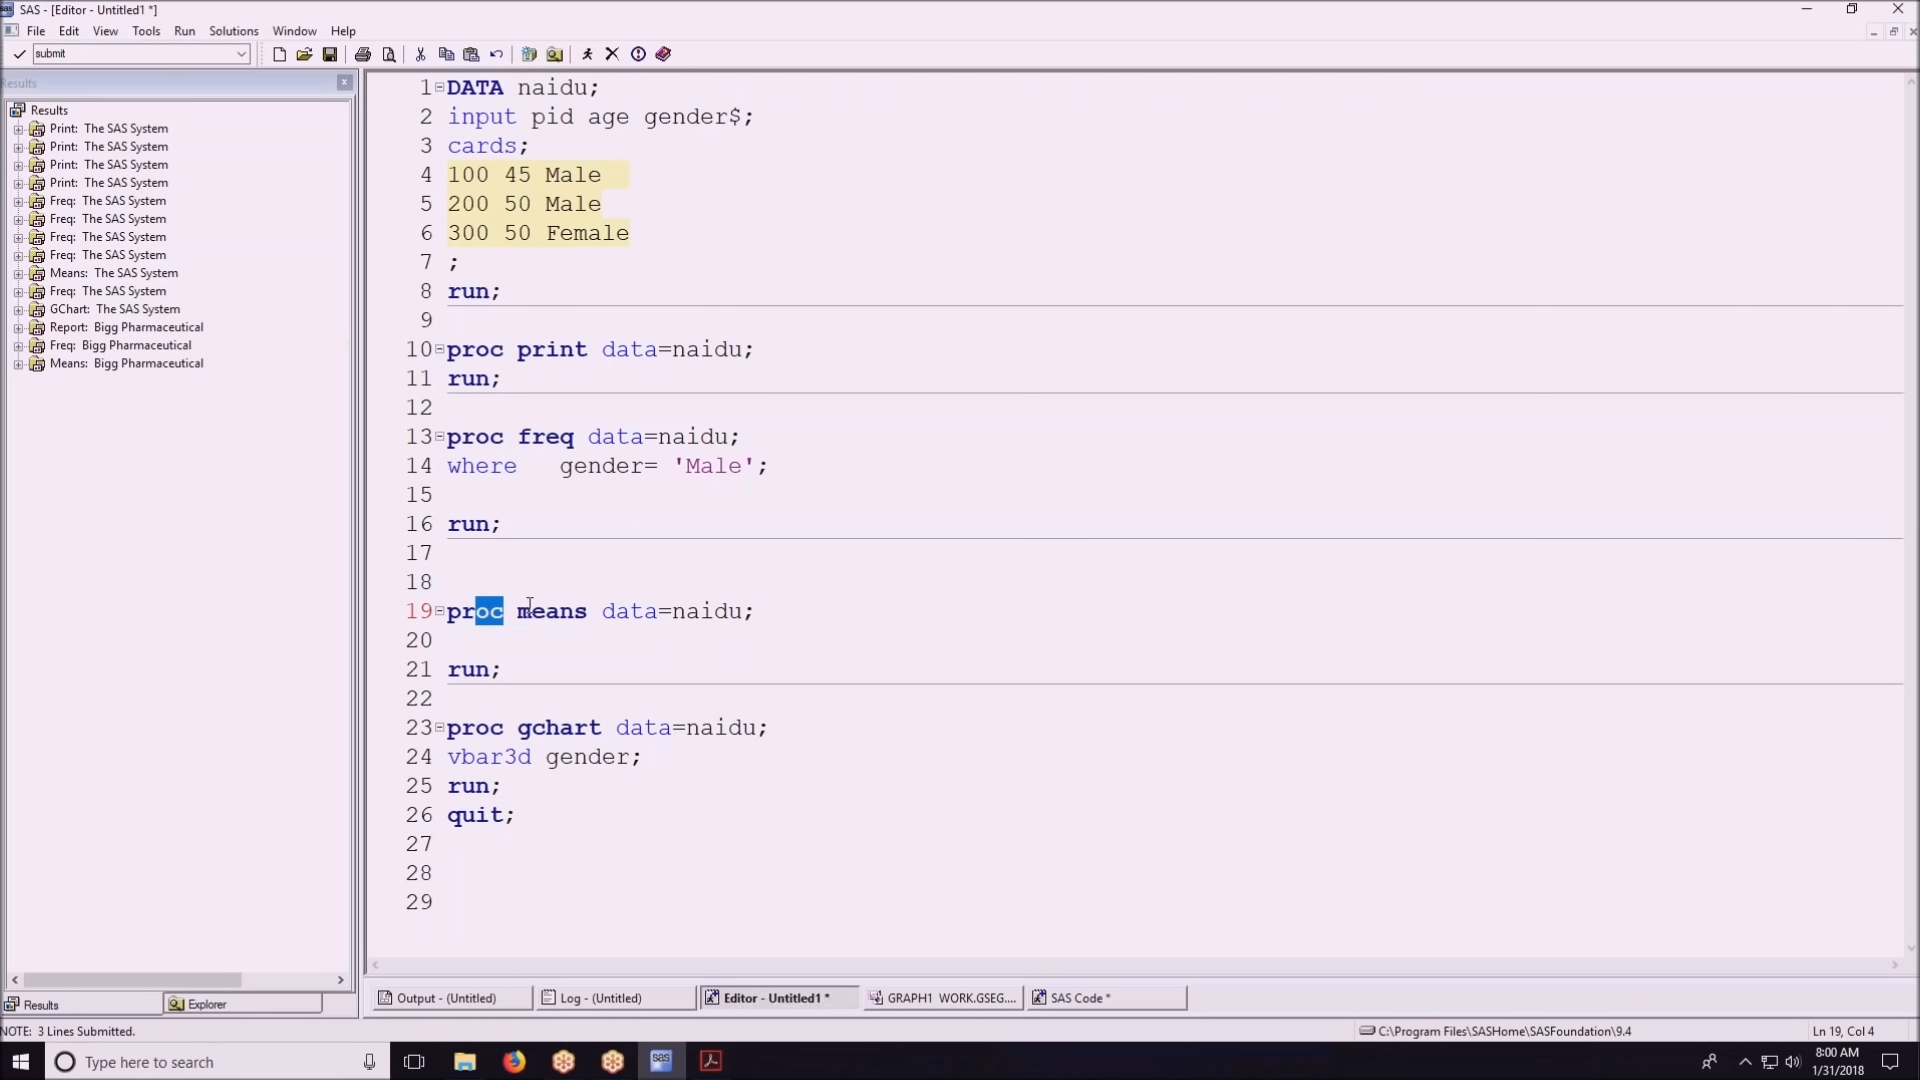 SAS - [Editor - Untitled1 *]
File Edit View Tools Run Solutions Window Help
submit
Results
Results
Print: The SAS System
Print: The SAS System
Print: The SAS System
Print: The SAS System
Freq: The SAS System
Freq: The SAS System
Freq: The SAS System
Freq: The SAS System
Means: The SAS System
Freq: The SAS System
GChart: The SAS System
Report: Bigg Pharmaceutical
Freq: Bigg Pharmaceutical
Means: Bigg Pharmaceutical
1 DATA naidu;
2 input pid age gender$;
3 cards;
4 100 45 Male
5 200 50 Male
6 300 50 Female
7 ;
8 run;
9
10 proc print data=naidu;
11 run;
12
13 proc freq data=naidu;
14 where   gender= 'Male';
15
16 run;
17
18
19 proc means data=naidu;
20
21 run;
22
23 proc gchart data=naidu;
24 vbar3d gender;
25 run;
26 quit;
27
28
29
Results Explorer
Output - (Untitled) Log - (Untitled) Editor - Untitled1 * GRAPH1 WORK.GSEG.... SAS Code *
NOTE: 3 Lines Submitted. C:\Program Files\SASHome\SASFoundation\9.4 Ln 19, Col 4
Type here to search sas 8:00 AM
1/31/2018